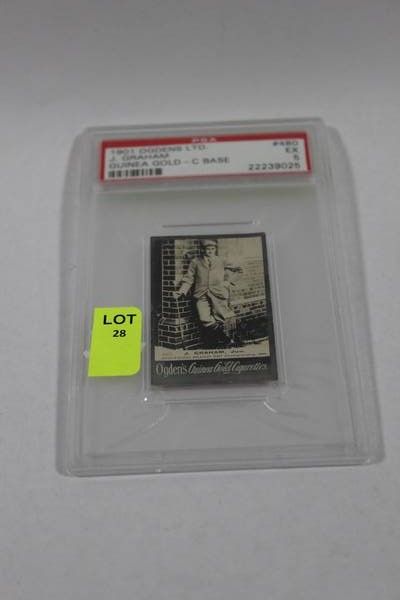 PSA
1901 OGDENS LTD. #480
J. GRAHAM EX
GUINEA GOLD - C BASE 5
22239025
LOT
28
J. GRAHAM, Jun.
Ogden's Guinea Gold Cigarettes.